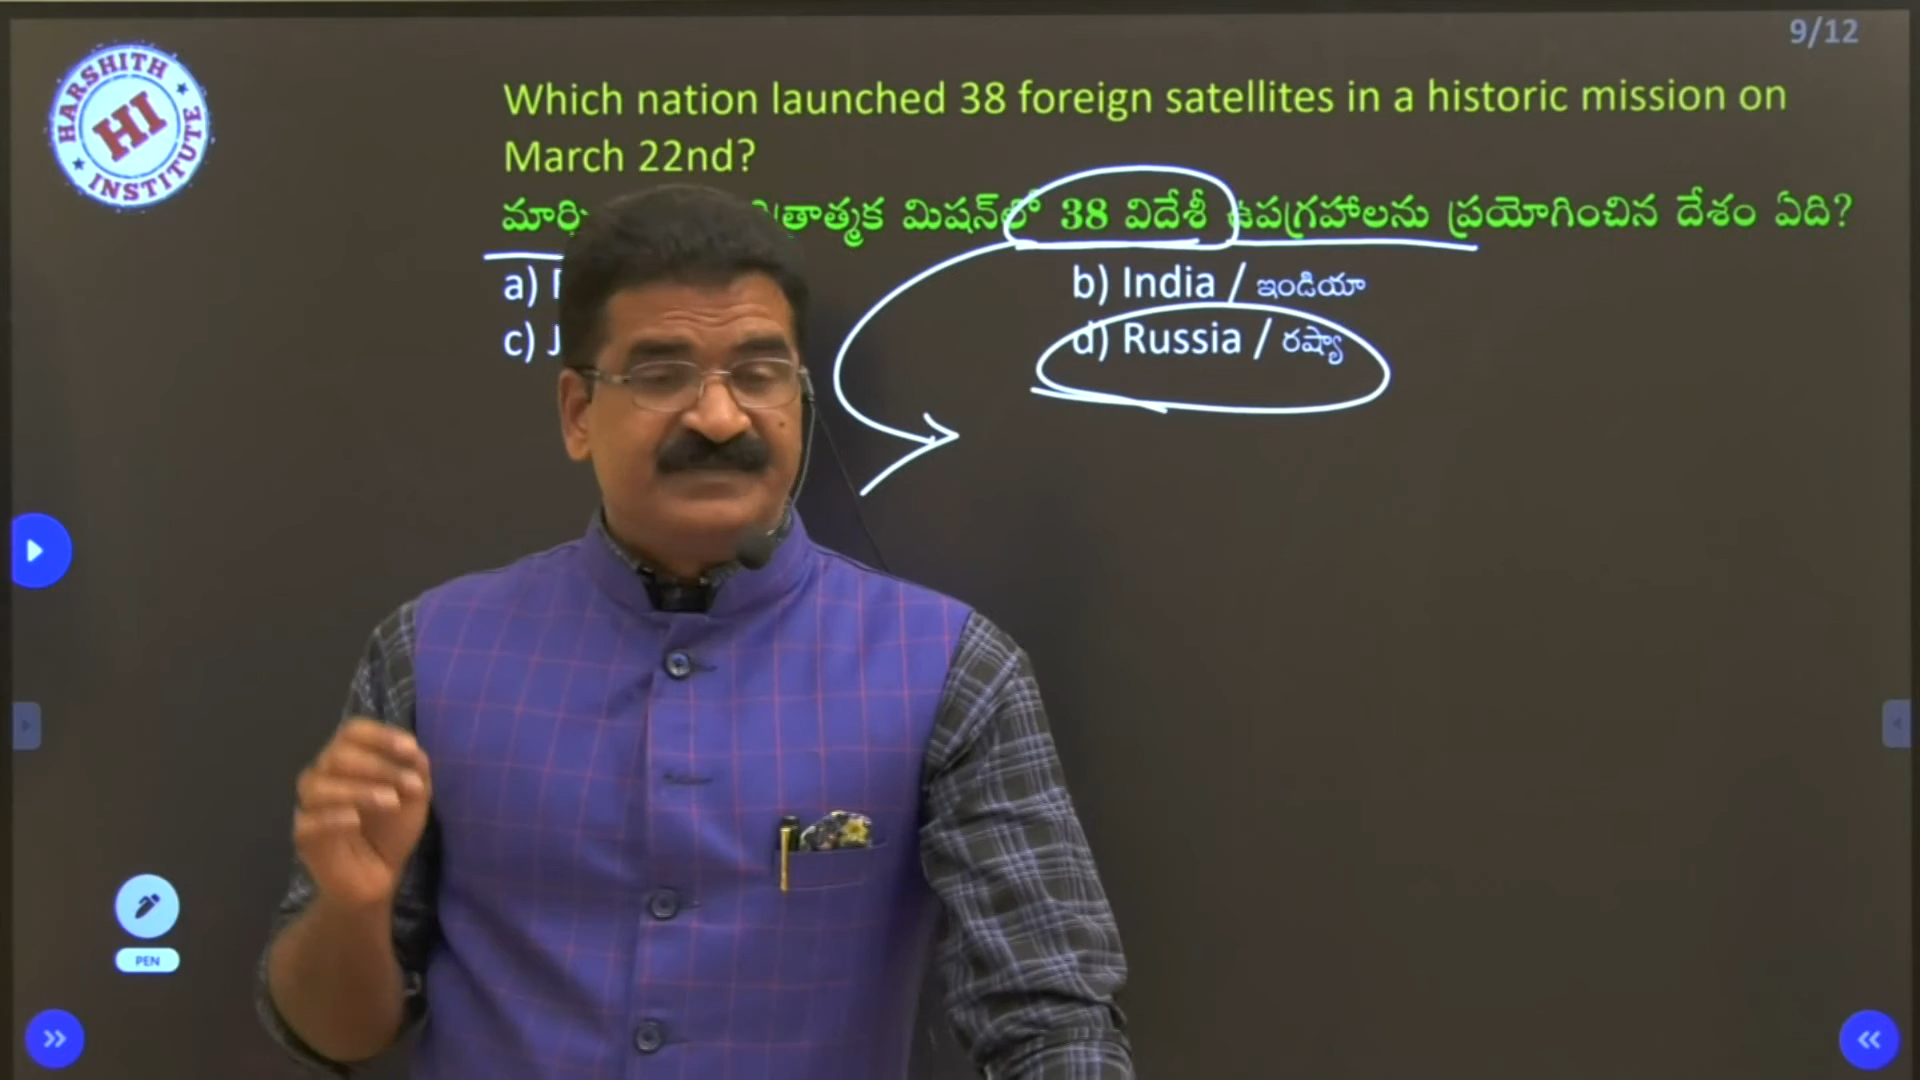 9/12
HARSHITH
HI
INSTITUTE
Which nation launched 38 foreign satellites in a historic mission on
March 22nd?
మిషన్‌లో 38 విదేశీ ఉపగ్రహాలను ప్రయోగించిన దేశం ఏది?
a)
b) India / ఇండియా
c)
d) Russia / రష్యా
PEN